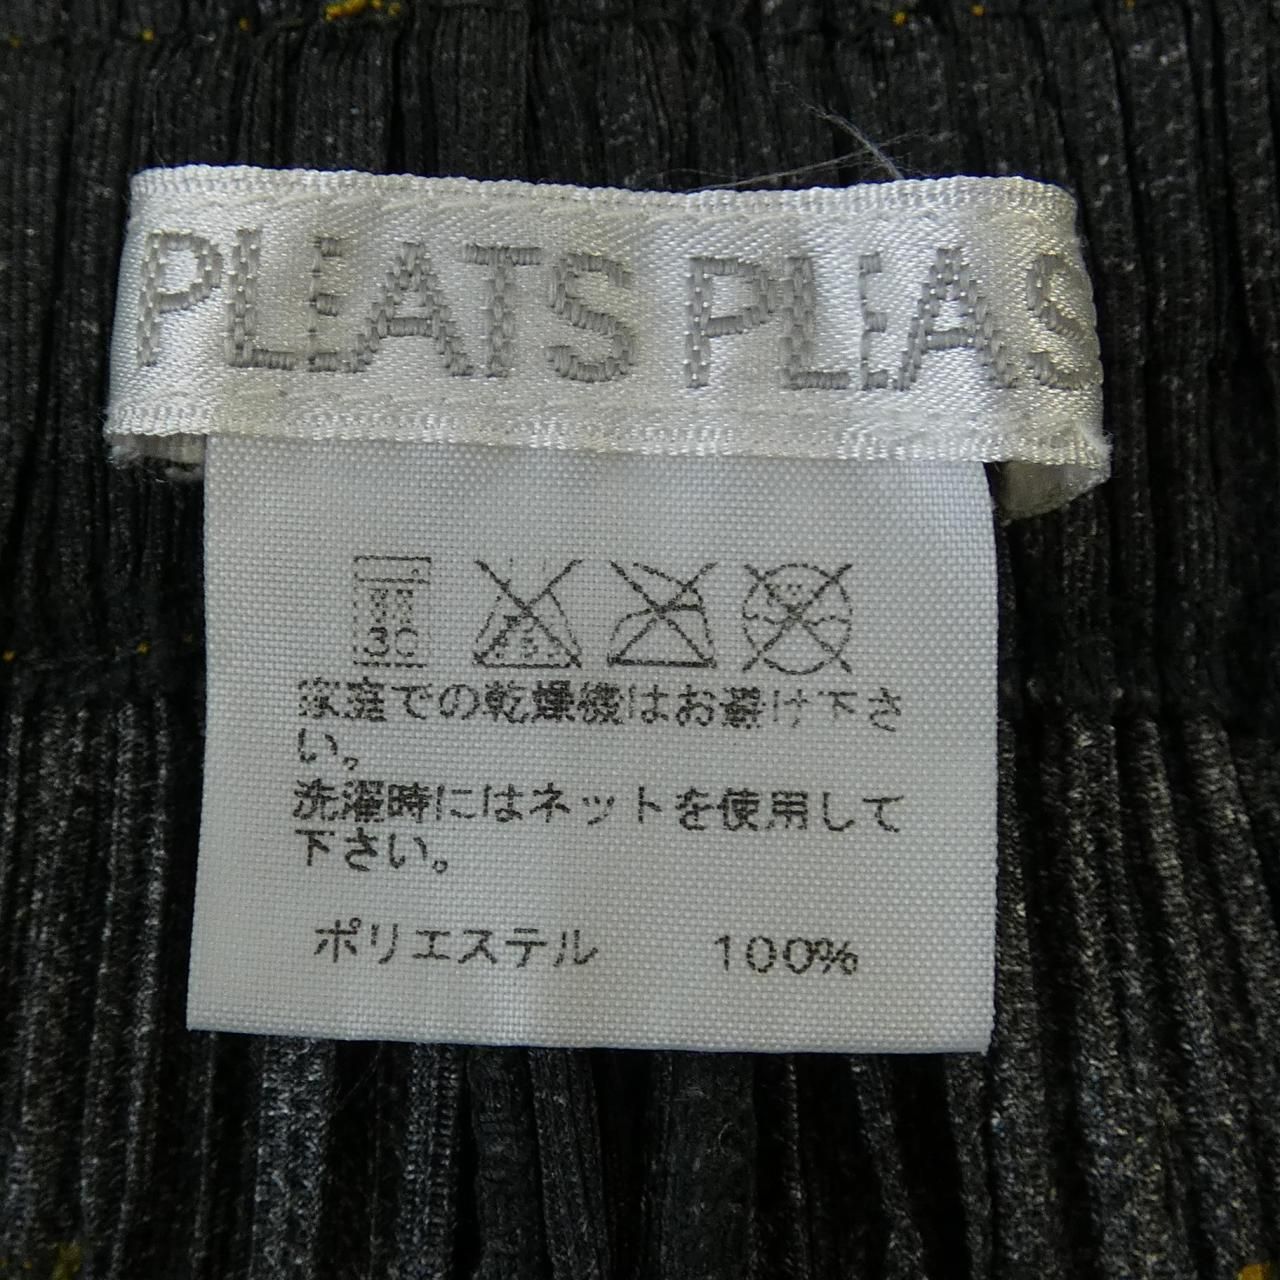 PLEATS PLEAS
30
家庭での乾燥機はお避け下さ
い。
洗濯時にはネットを使用して
下さい。
ポリエステル 100%